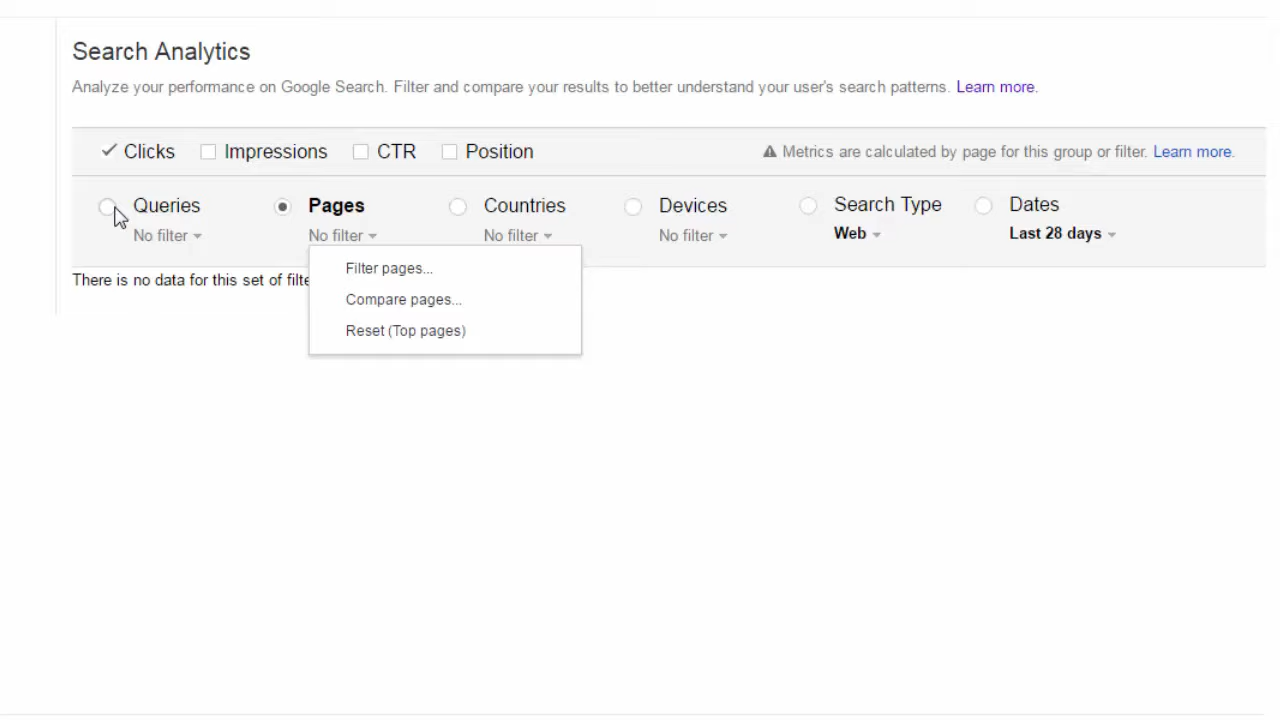 Search Analytics
Analyze your performance on Google Search. Filter and compare your results to better understand your user's search patterns. Learn more.
Clicks Impressions CTR Position Metrics are calculated by page for this group or filter. Learn more.
Queries Pages Countries Devices Search Type Dates
No filter No filter No filter No filter Web Last 28 days
There is no data for this set of filte
Filter pages...
Compare pages...
Reset (Top pages)